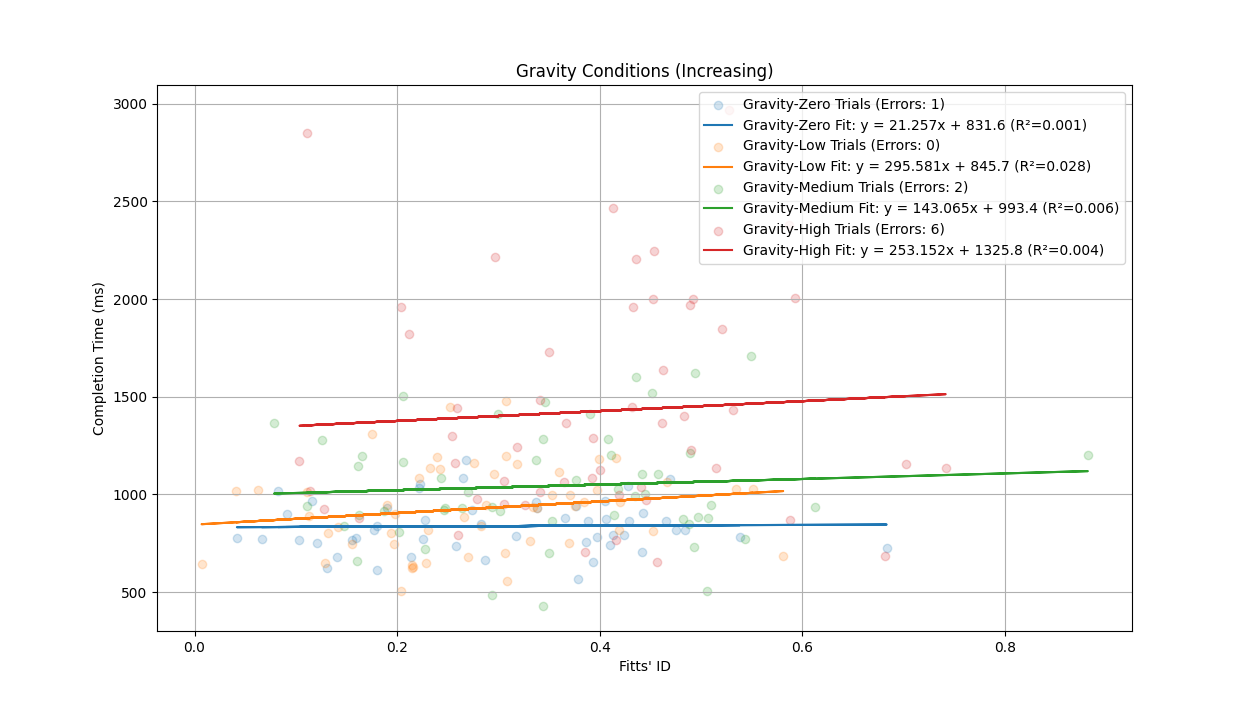 Gravity Conditions (Increasing)
3000
2500
2000
1500
1000
500
Completion Time (ms)
Gravity-Zero Trials (Errors: 1)
Gravity-Zero Fit: y = 21.257x + 831.6 (R²=0.001)
Gravity-Low Trials (Errors: 0)
Gravity-Low Fit: y = 295.581x + 845.7 (R²=0.028)
Gravity-Medium Trials (Errors: 2)
Gravity-Medium Fit: y = 143.065x + 993.4 (R²=0.006)
Gravity-High Trials (Errors: 6)
Gravity-High Fit: y = 253.152x + 1325.8 (R²=0.004)
0.0 0.2 0.4 0.6 0.8
Fitts' ID